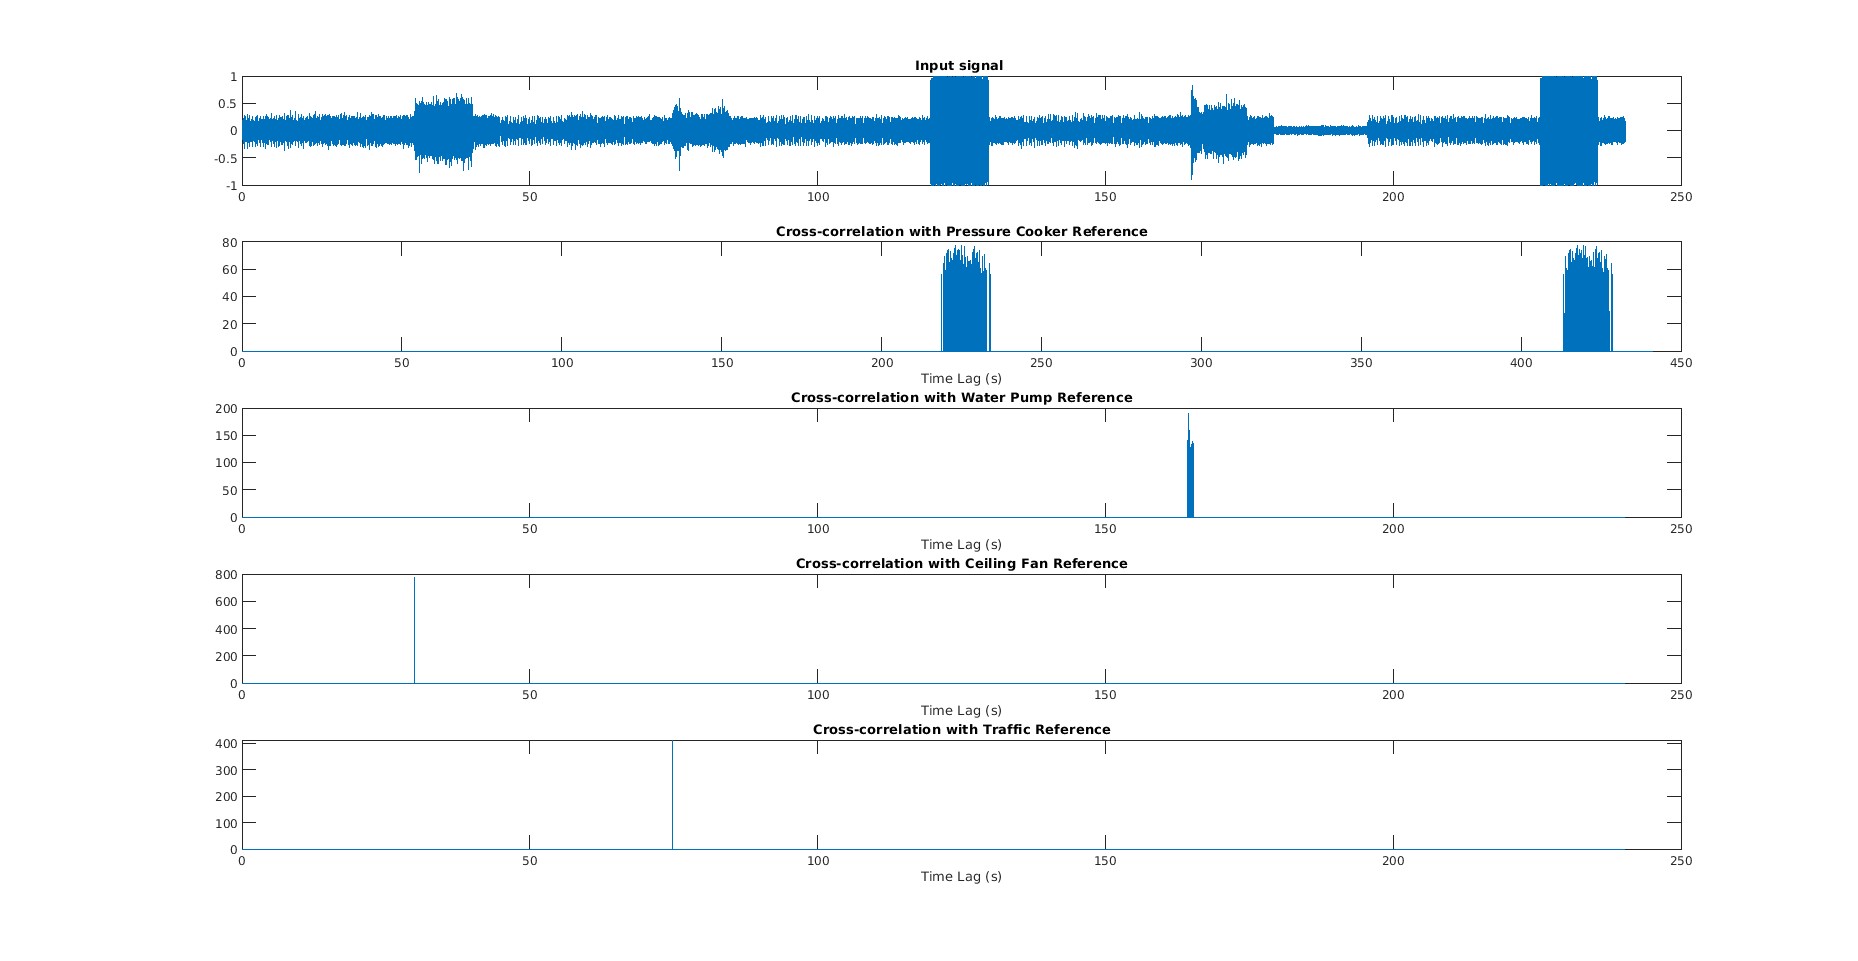 Input signal
1
0.5
0
-0.5
-1
0 50 100 150 200 250
Cross-correlation with Pressure Cooker Reference
80
60
40
20
0
0 50 100 150 200 250 300 350 400 450
Time Lag (s)
Cross-correlation with Water Pump Reference
200
150
100
50
0
0 50 100 150 200 250
Time Lag (s)
Cross-correlation with Ceiling Fan Reference
800
600
400
200
0
0 50 100 150 200 250
Time Lag (s)
Cross-correlation with Traffic Reference
400
300
200
100
0
0 50 100 150 200 250
Time Lag (s)